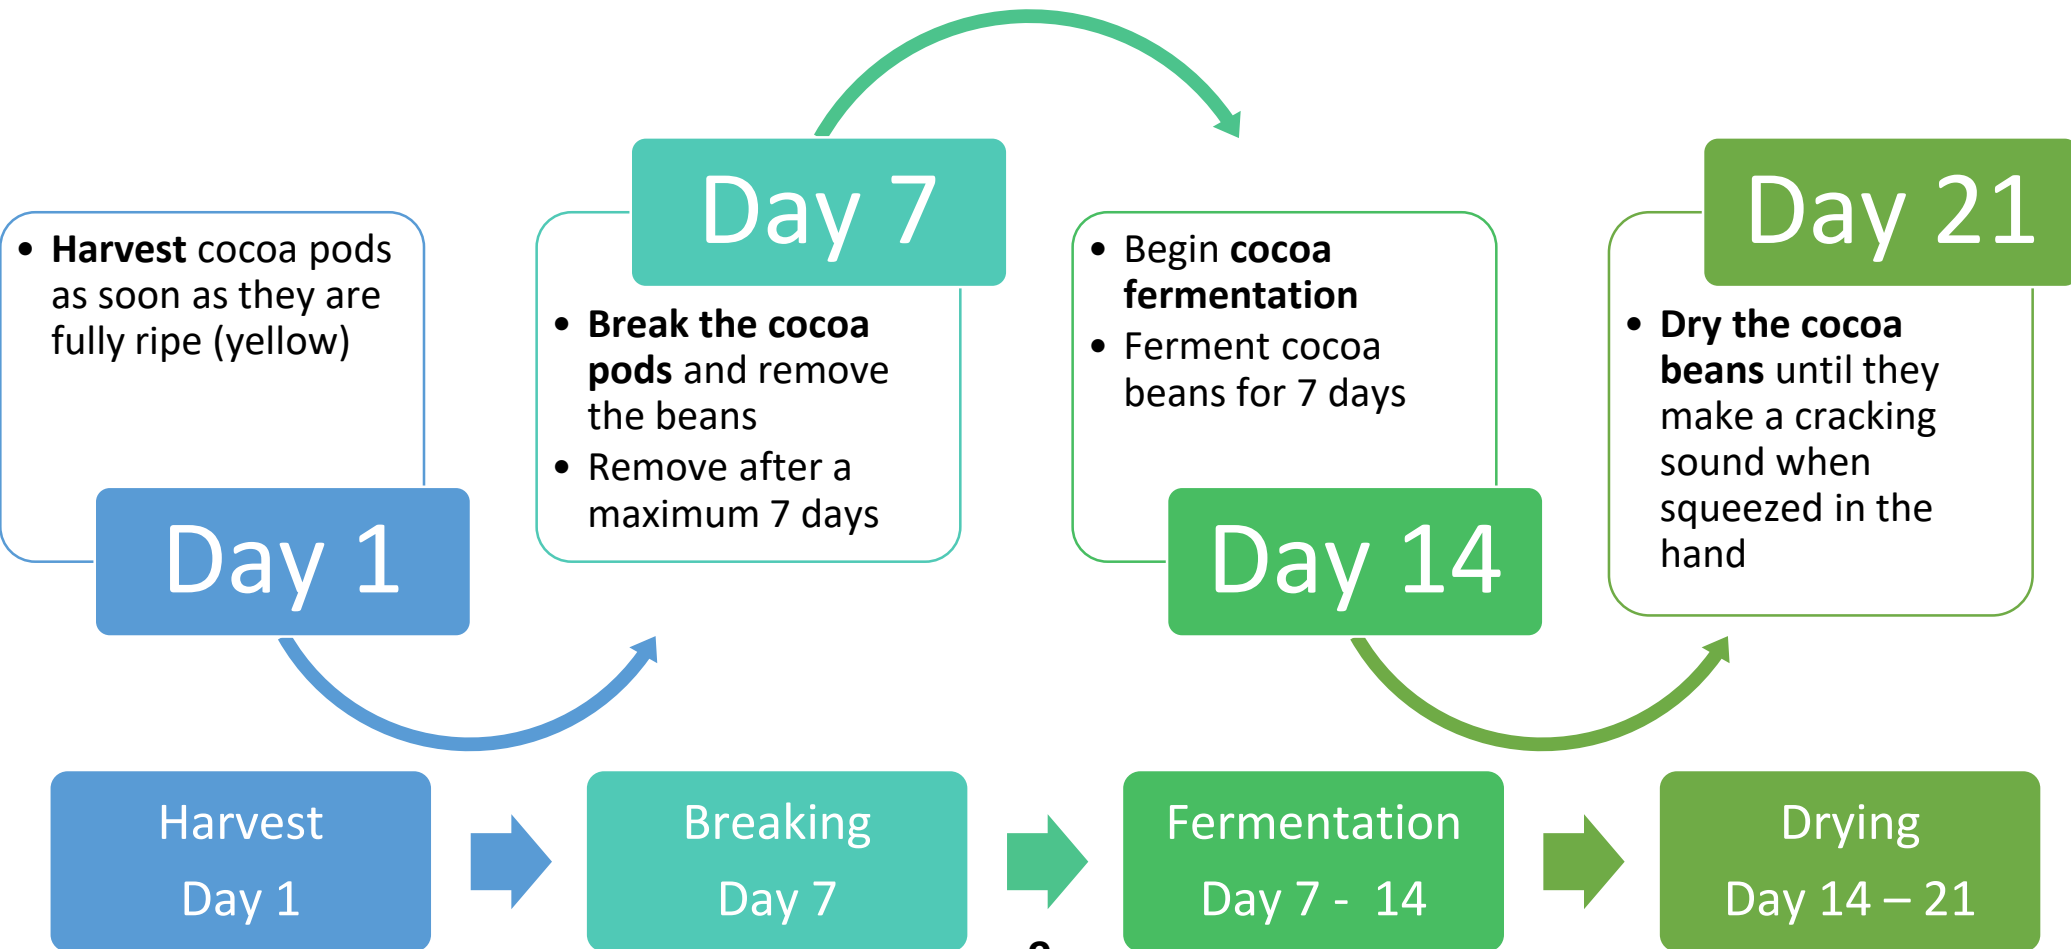 • Harvest cocoa pods
as soon as they are
fully ripe (yellow)
Day 1
Day 7
• Break the cocoa
pods and remove
the beans
• Remove after a
maximum 7 days
• Begin cocoa
fermentation
• Ferment cocoa
beans for 7 days
Day 14
Day 21
• Dry the cocoa
beans until they
make a cracking
sound when
squeezed in the
hand
Harvest
Day 1
Breaking
Day 7
Fermentation
Day 7 - 14
Drying
Day 14 – 21